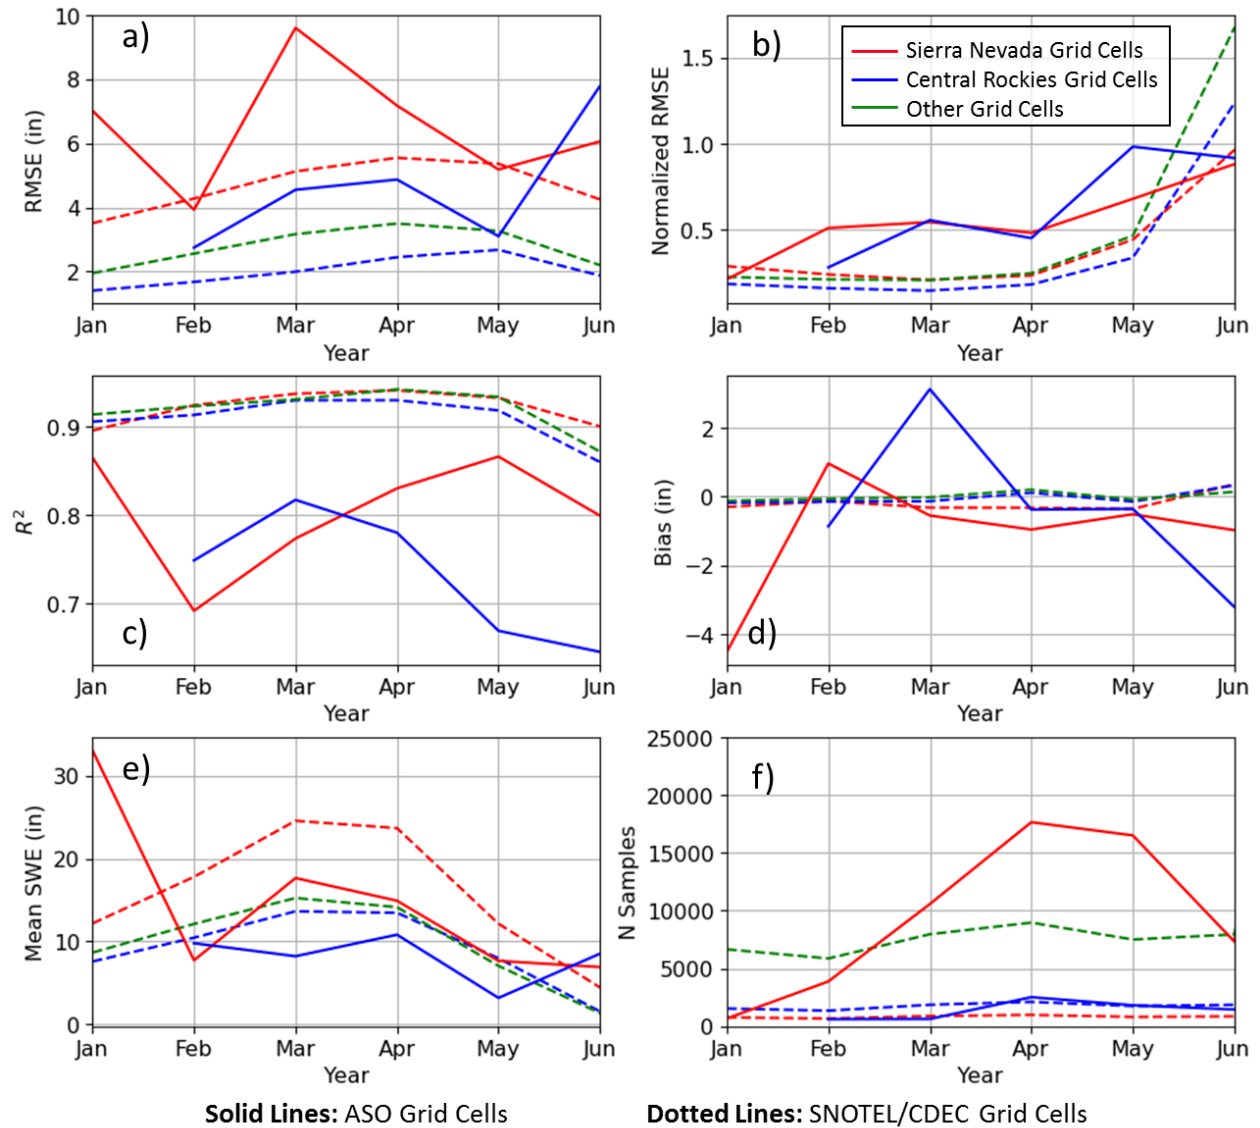 a)
10
8
6
4
2
RMSE (in)
Jan Feb Mar Apr May Jun
Year
b)
Sierra Nevada Grid Cells
Central Rockies Grid Cells
Other Grid Cells
1.5
1.0
0.5
Normalized RMSE
Jan Feb Mar Apr May Jun
Year
0.9
0.8
0.7
R²
c)
Jan Feb Mar Apr May Jun
Year
2
0
−2
−4
Bias (in)
d)
Jan Feb Mar Apr May Jun
Year
e)
30
20
10
0
Mean SWE (in)
Jan Feb Mar Apr May Jun
Year
f)
25000
20000
15000
10000
5000
0
N Samples
Jan Feb Mar Apr May Jun
Year
Solid Lines: ASO Grid Cells
Dotted Lines: SNOTEL/CDEC Grid Cells